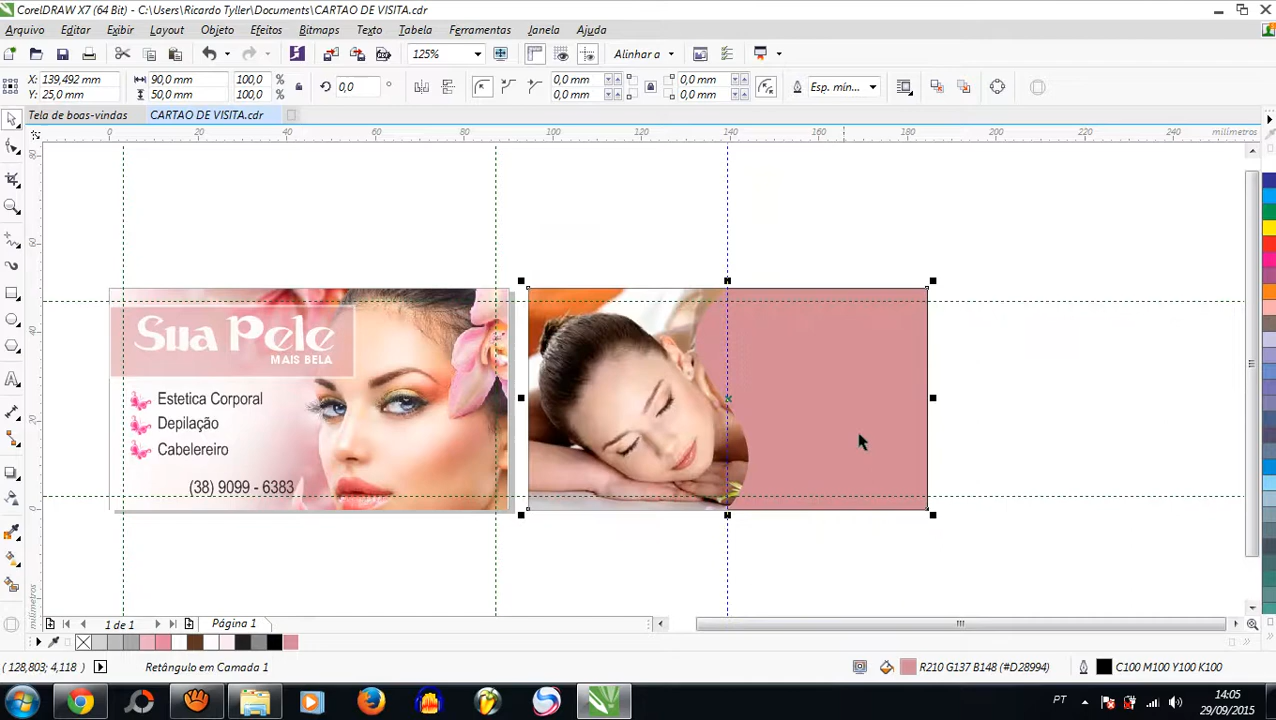 CorelDRAW X7 (64 Bit) - C:\Users\Ricardo Tyller\Documents\CARTAO DE VISITA.cdr
Arquivo Editar Exibir Layout Objeto Efeitos Bitmaps Texto Tabela Ferramentas Janela Ajuda
125% Alinhar a
X: 139,492 mm 90,0 mm 100,0 % 0,0 ° 0,0 mm 0,0 mm Esp. mín...
Y: 25,0 mm 50,0 mm 100,0 % 0,0 mm 0,0 mm
Tela de boas-vindas CARTAO DE VISITA.cdr
0 20 40 60 80 100 120 140 160 180 200 220 240 milímetros
80
60
40
20
0
milímetros
Sua Pele
MAIS BELA
Estetica Corporal
Depilação
Cabelereiro
(38) 9099 - 6383
1 de 1 Página 1
(128,803; 4,118) Retângulo em Camada 1 R210 G137 B148 (#D28994) C100 M100 Y100 K100
PT 14:05
29/09/2015